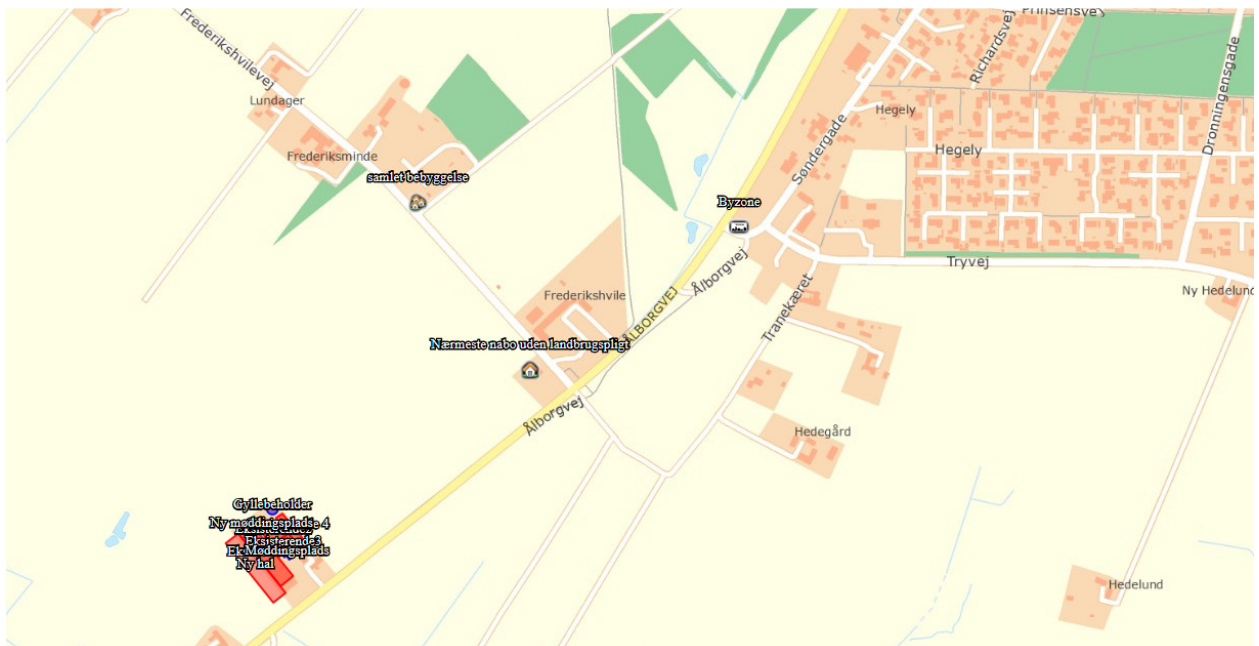 Prinsensvej
Frederikshvilevej
Richardsvej
Dronningensgade
Lundager
Hegely
Søndergade
Hegely
Frederiksminde
samlet bebyggelse
Byzone
Ålborgvej
Tryvej
Ny Hedelund
Frederikshvile
ÅLBORGVEJ
Tranekæret
Nærmeste nabo uden landbrugspligt
Ålborgvej
Hedegård
Gyllebeholder
Ny møddingsplads
4
Eksisterende3
Møddingsplads
Ny hal
Hedelund